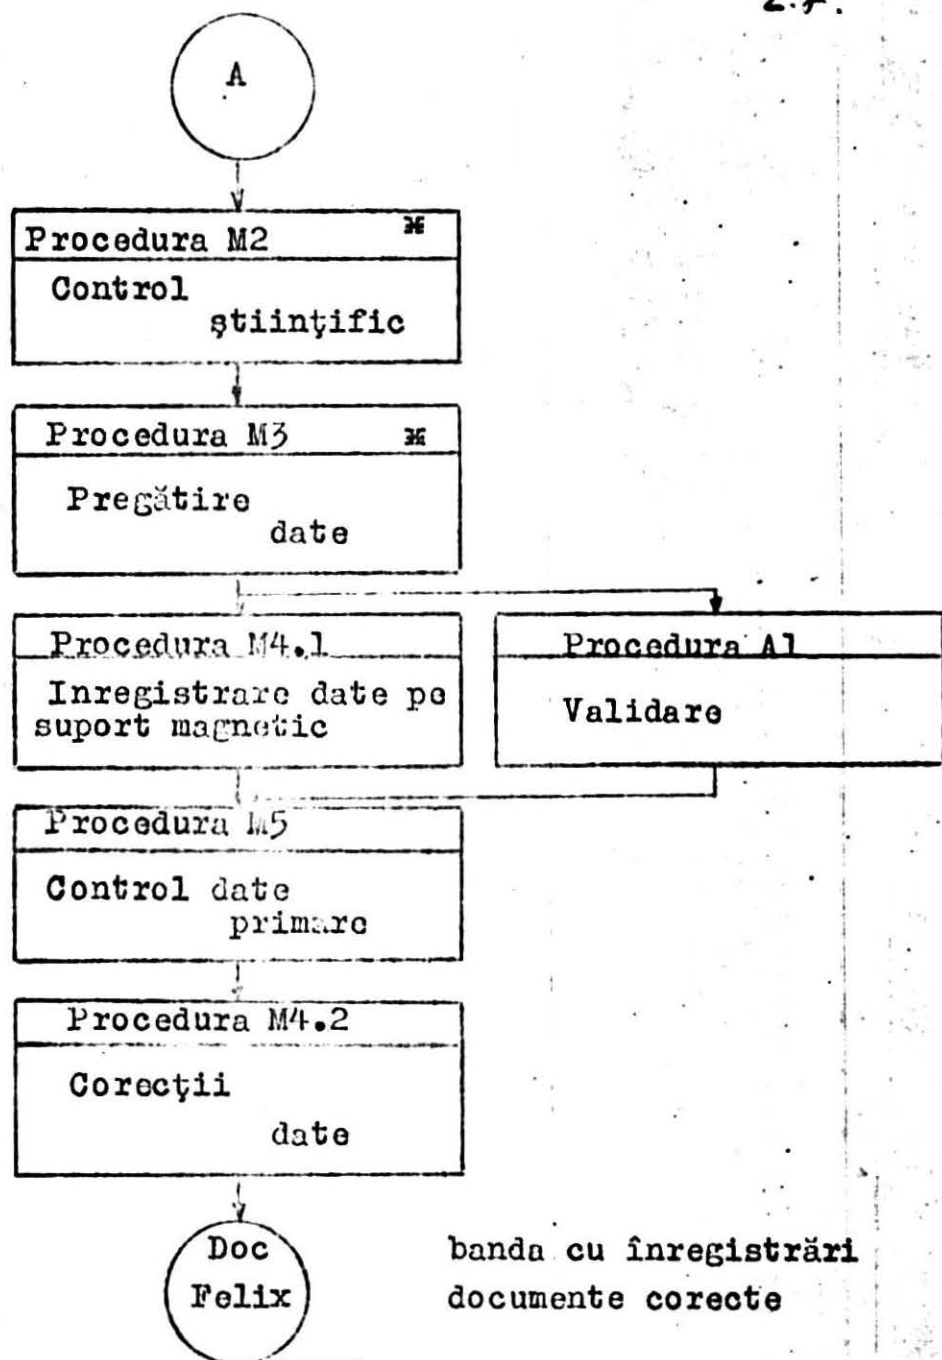 A
Procedura M2 ж
Control
ştiinţific
Procedura M3 ж
Pregătire
date
Procedura M4.1
Inregistrare date pe
suport magnetic
Procedura A1
Validare
Procedura M5
Control date
primare
Procedura M4.2
Corecţii
date
Doc
Felix
banda cu înregistrări
documente corecte